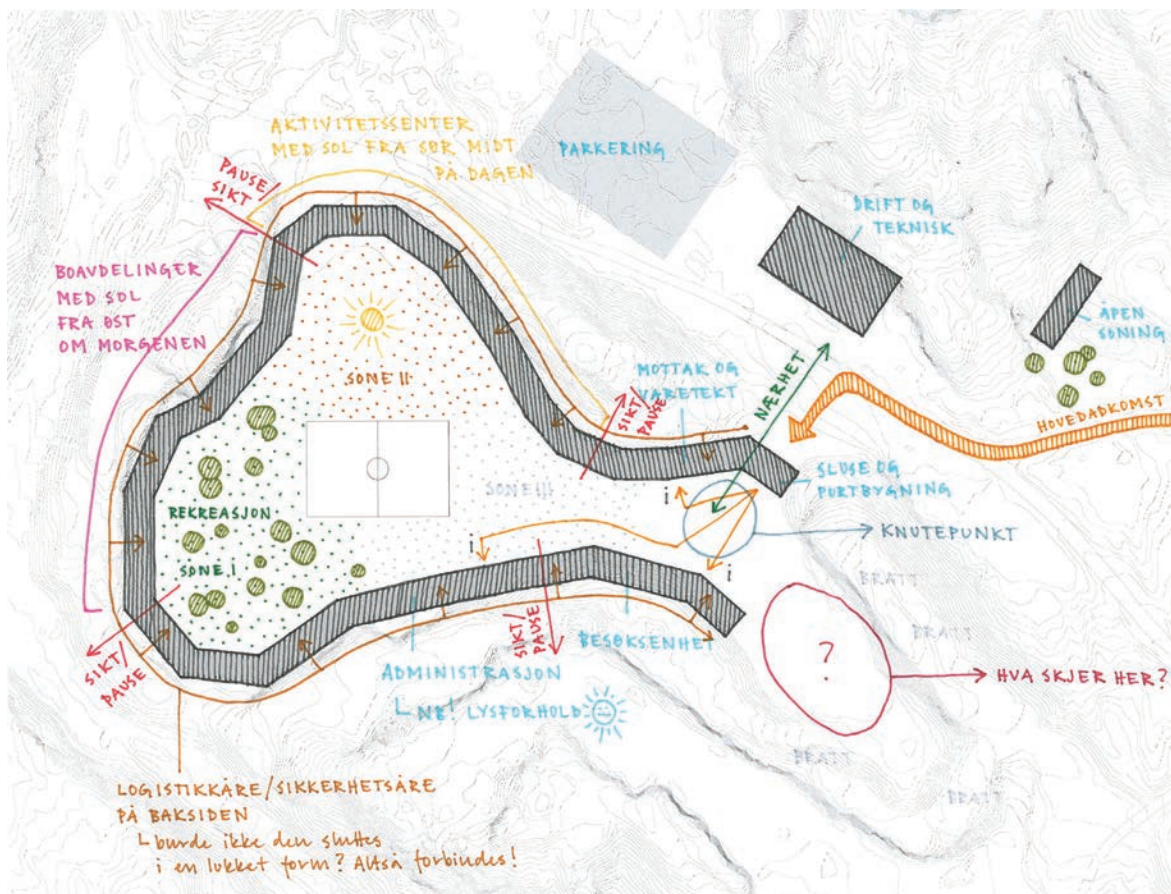 AKTIVITETSSENTER
MED SOL FRA SØR MIDT
PÅ DAGEN
PARKERING
PAUSE/
SIKT
DRIFT OG
TEKNISK
BOAVDELINGER
MED SOL
FRA ØST
OM MORGENEN
ÅPEN
SONING
SONE II
MOTTAK OG
VARETEKT
SIKT/
PAUSE
NÆRHET
HOVEDADKOMST
SLUSE OG
PORTBYGNING
SONE III
i
REKREASJON
KNUTEPUNKT
i
SONE I
i
BRATT
BRATT
SIKT/
PAUSE
SIKT/
PAUSE
BESØKSENHET
?
HVA SKJER HER?
ADMINISTRASJON
NB! LYSFORHOLD
BRATT
BRATT
LOGISTIKKÅRE/SIKKERHETSÅRE
PÅ BAKSIDEN
burde ikke den sluttes
i en lukket form? Altså forbindes!